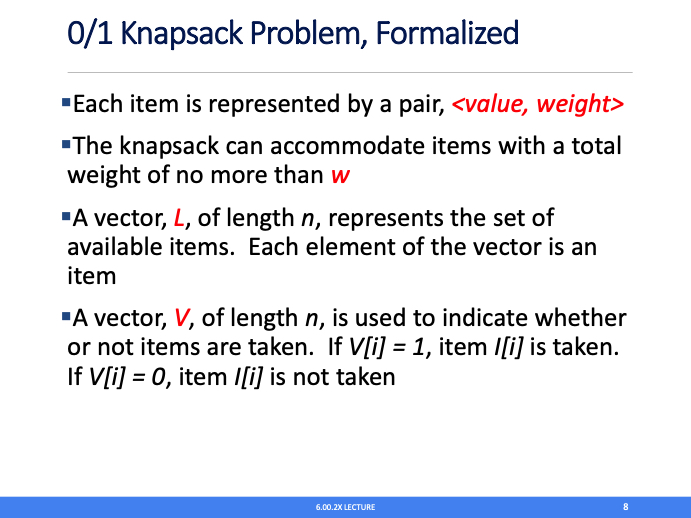 0/1 Knapsack Problem, Formalized
▪Each item is represented by a pair, <value, weight>
▪The knapsack can accommodate items with a total
weight of no more than w
▪A vector, L, of length n, represents the set of
available items.  Each element of the vector is an
item
▪A vector, V, of length n, is used to indicate whether
or not items are taken.  If V[i] = 1, item I[i] is taken.
If V[i] = 0, item I[i] is not taken
6.00.2X LECTURE
8